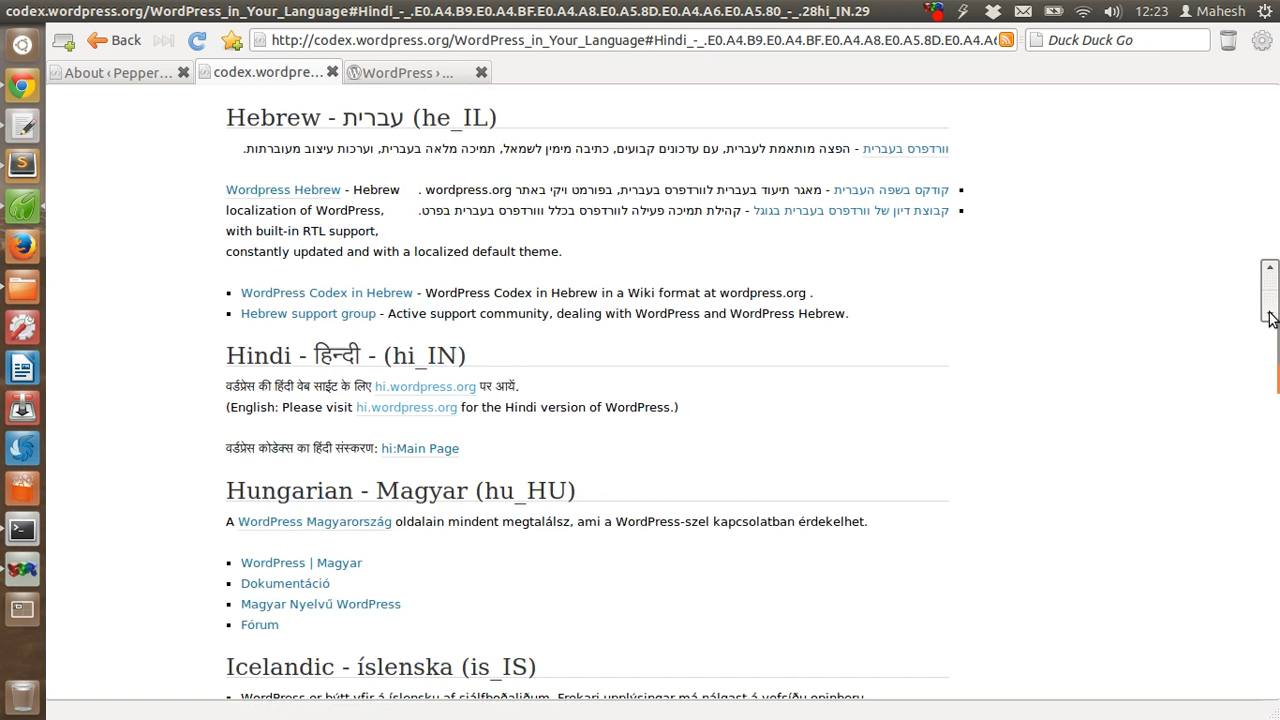 codex.wordpress.org/WordPress_in_Your_Language#Hindi_-_.E0.A4.B9.E0.A4.BF.E0.A4.A8.E0.A5.8D.E0.A4.A6.E0.A5.80_-_.28hi_IN.29
12:23 Mahesh
Back
http://codex.wordpress.org/WordPress_in_Your_Language#Hindi_-_.E0.A4.B9.E0.A4.BF.E0.A4.A8.E0.A5.8D.E0.A4.A
Duck Duck Go
About ‹ Pepper...
codex.wordpre...
WordPress › ...
Hebrew - עברית (he_IL)
וורדפרס בעברית - הפצה מותאמת לעברית, עם עדכונים קבועים, כתיבה מימין לשמאל, תמיכה מלאה בעברית, וערכות עיצוב מעוברתות.
קודקס בשפה העברית - מאגר תיעוד בעברית לוורדפרס בעברית, בפורמט ויקי באתר wordpress.org .
קבוצת דיון של וורדפרס בעברית בגוגל - קהילת תמיכה פעילה לוורדפרס בכלל וווורדפרס בעברית בפרט.
Wordpress Hebrew - Hebrew
localization of WordPress,
with built-in RTL support,
constantly updated and with a localized default theme.
WordPress Codex in Hebrew - WordPress Codex in Hebrew in a Wiki format at wordpress.org .
Hebrew support group - Active support community, dealing with WordPress and WordPress Hebrew.
Hindi - हिन्दी - (hi_IN)
वर्डप्रेस की हिंदी वेब साईट के लिए hi.wordpress.org पर आयें.
(English: Please visit hi.wordpress.org for the Hindi version of WordPress.)
वर्डप्रेस कोडेक्स का हिंदी संस्करण: hi:Main Page
Hungarian - Magyar (hu_HU)
A WordPress Magyarország oldalain mindent megtalálsz, ami a WordPress-szel kapcsolatban érdekelhet.
WordPress | Magyar
Dokumentáció
Magyar Nyelvű WordPress
Fórum
Icelandic - íslenska (is_IS)